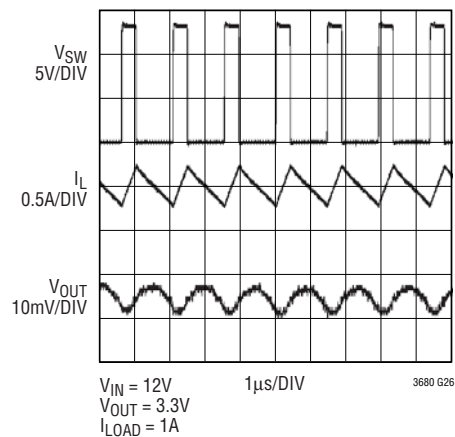 VSW
5V/DIV
IL
0.5A/DIV
VOUT
10mV/DIV
VIN = 12V
VOUT = 3.3V
ILOAD = 1A
1µs/DIV
3680 G26